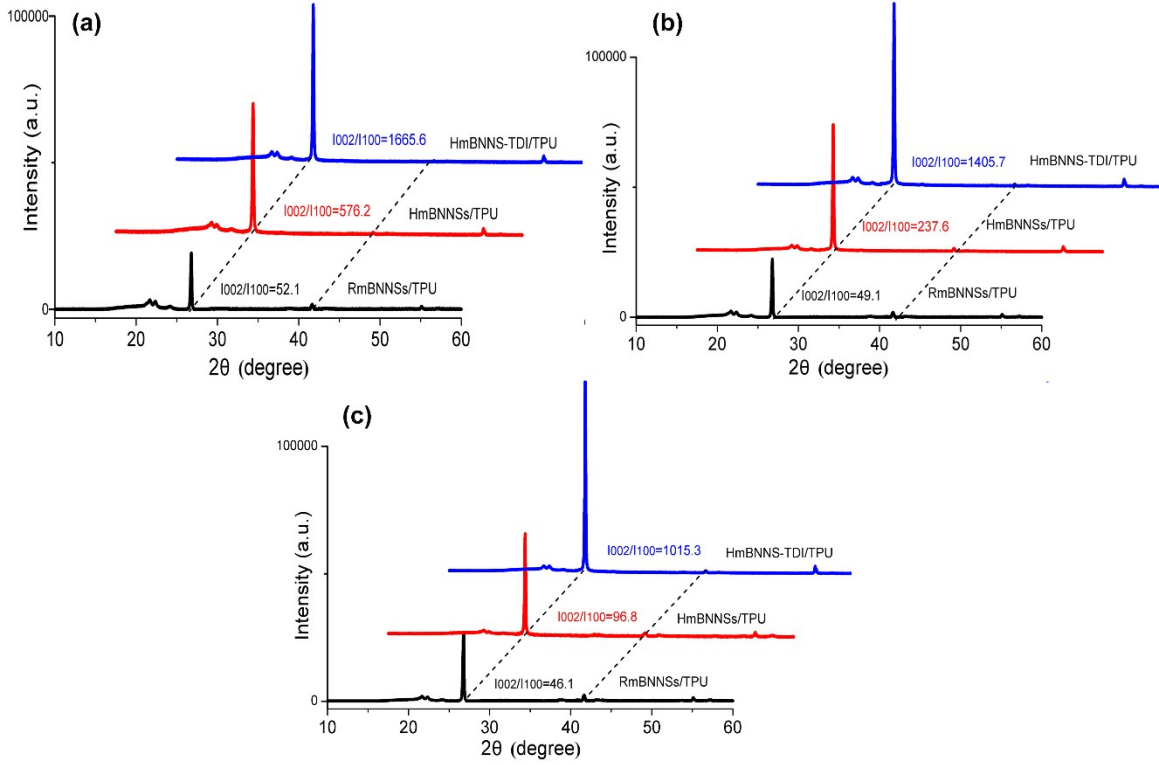 (a)
100000
0
Intensity (a.u.)
I002/I100=1665.6
HmBNNS-TDI/TPU
I002/I100=576.2
HmBNNSs/TPU
I002/I100=52.1
RmBNNSs/TPU
10 20 30 40 50 60
2θ (degree)
(b)
100000
0
Intensity (a.u.)
I002/I100=1405.7
HmBNNS-TDI/TPU
I002/I100=237.6
HmBNNSs/TPU
I002/I100=49.1
RmBNNSs/TPU
10 20 30 40 50 60
2θ (degree)
(c)
100000
0
Intensity (a.u.)
I002/I100=1015.3
HmBNNS-TDI/TPU
I002/I100=96.8
HmBNNSs/TPU
I002/I100=46.1
RmBNNSs/TPU
10 20 30 40 50 60
2θ (degree)